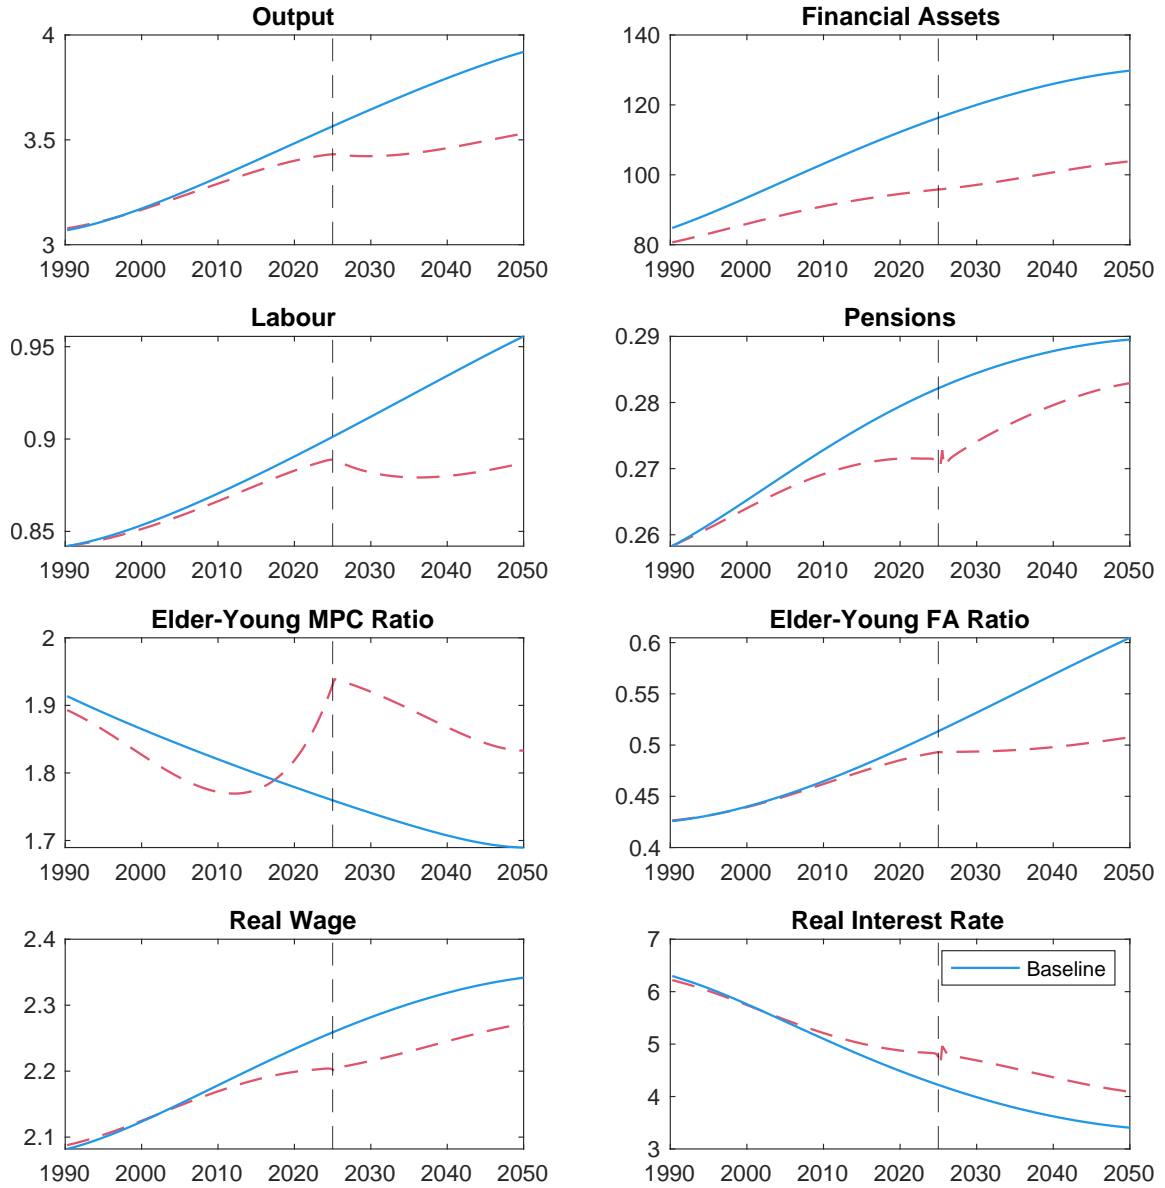 Output
4
3.5
3
1990 2000 2010 2020 2030 2040 2050
Financial Assets
140
120
100
80
1990 2000 2010 2020 2030 2040 2050
Labour
0.95
0.9
0.85
1990 2000 2010 2020 2030 2040 2050
Pensions
0.29
0.28
0.27
0.26
1990 2000 2010 2020 2030 2040 2050
Elder-Young MPC Ratio
2
1.9
1.8
1.7
1990 2000 2010 2020 2030 2040 2050
Elder-Young FA Ratio
0.6
0.55
0.5
0.45
0.4
1990 2000 2010 2020 2030 2040 2050
Real Wage
2.4
2.3
2.2
2.1
1990 2000 2010 2020 2030 2040 2050
Real Interest Rate
7
6
5
4
3
Baseline
1990 2000 2010 2020 2030 2040 2050